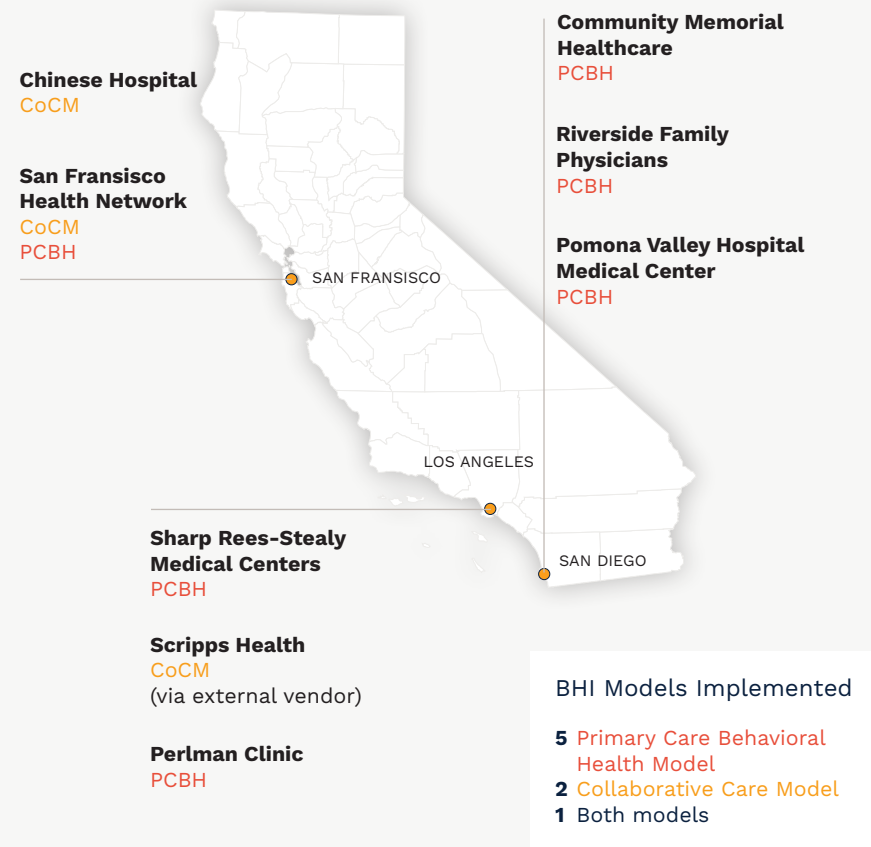 Chinese Hospital
CoCM
San Fransisco
Health Network
CoCM
PCBH
SAN FRANSISCO
Community Memorial
Healthcare
PCBH
Riverside Family
Physicians
PCBH
Pomona Valley Hospital
Medical Center
PCBH
LOS ANGELES
SAN DIEGO
Sharp Rees-Stealy
Medical Centers
PCBH
Scripps Health
CoCM
(via external vendor)
Perlman Clinic
PCBH
BHI Models Implemented
5 Primary Care Behavioral
Health Model
2 Collaborative Care Model
1 Both models